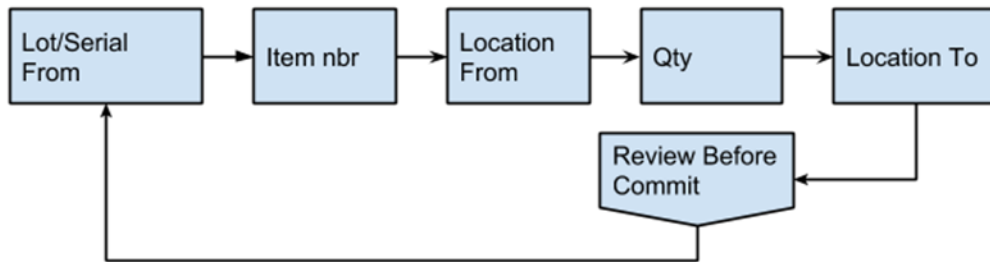 Lot/Serial
From
Item nbr
Location
From
Qty
Location To
Review Before
Commit